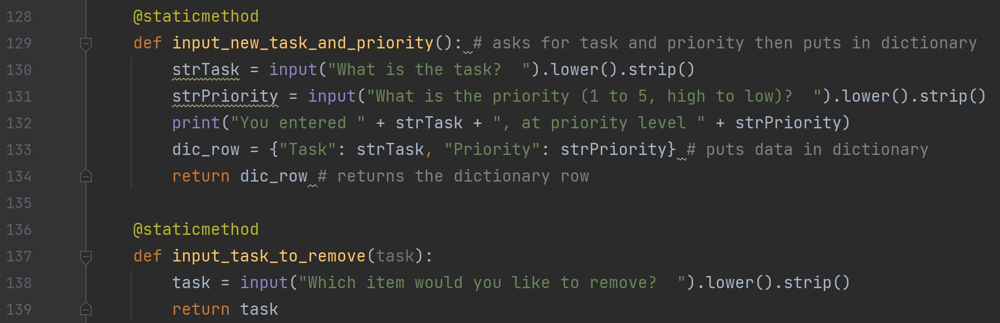 128 @staticmethod
129 def input_new_task_and_priority(): # asks for task and priority then puts in dictionary
130 strTask = input("What is the task?  ").lower().strip()
131 strPriority = input("What is the priority (1 to 5, high to low)?  ").lower().strip()
132 print("You entered " + strTask + ", at priority level " + strPriority)
133 dic_row = {"Task": strTask, "Priority": strPriority} # puts data in dictionary
134 return dic_row # returns the dictionary row
135
136 @staticmethod
137 def input_task_to_remove(task):
138 task = input("Which item would you like to remove?  ").lower().strip()
139 return task